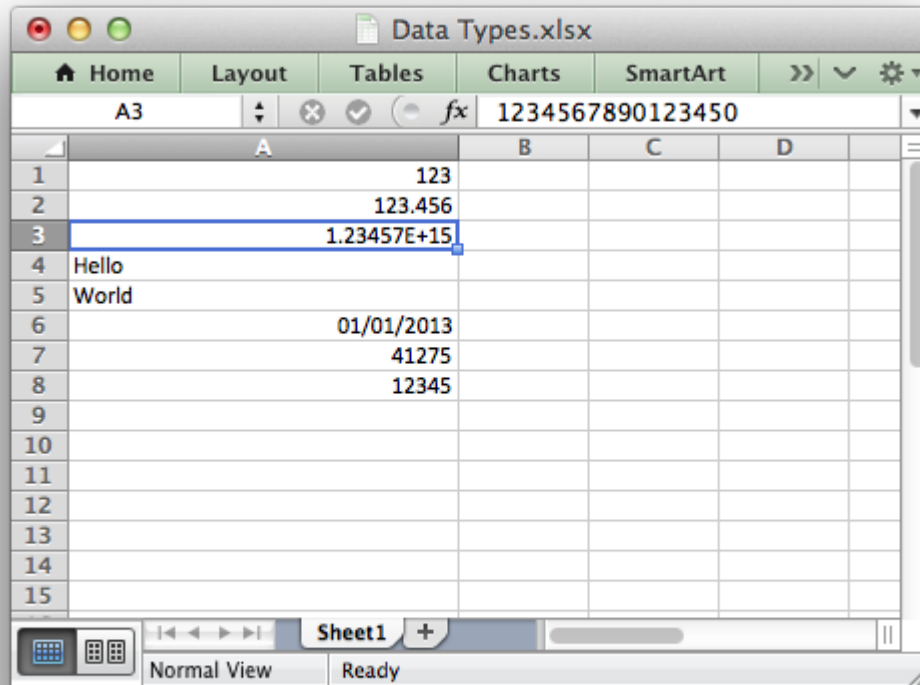 Data Types.xlsx
Home Layout Tables Charts SmartArt
A3 fx 1234567890123450
A B C D
1 123
2 123.456
3 1.23457E+15
4 Hello
5 World
6 01/01/2013
7 41275
8 12345
9
10
11
12
13
14
15
Sheet1
Normal View Ready